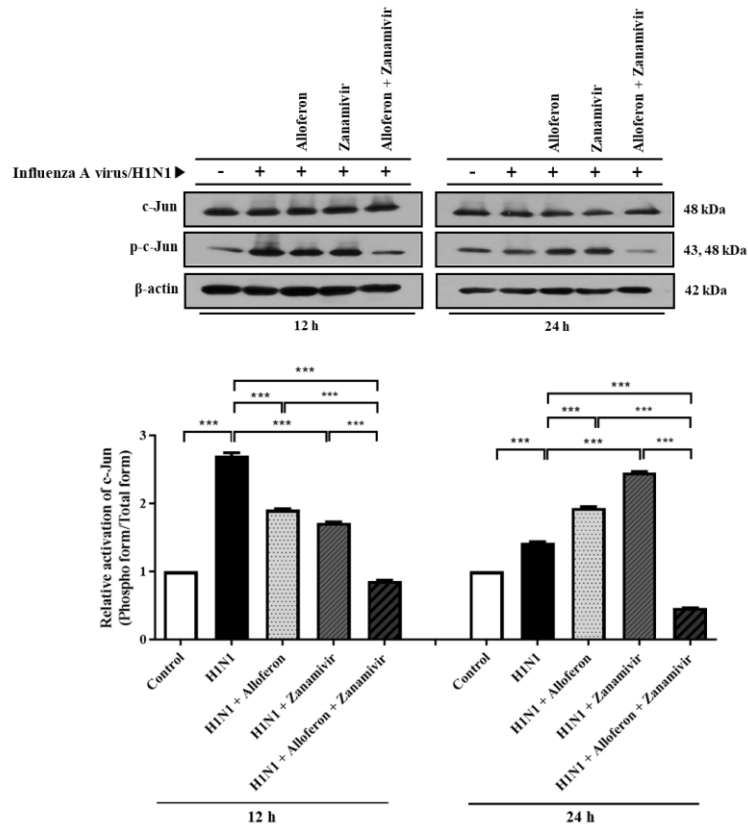 Alloferon
Zanamivir
Alloferon + Zanamivir
Alloferon
Zanamivir
Alloferon + Zanamivir
Influenza A virus/H1N1 ▶ - + + + + - + + + +
c-Jun 48 kDa
p-c-Jun 43, 48 kDa
β-actin 42 kDa
12 h 24 h
*** ***
*** *** *** ***
*** *** *** *** *** ***
Relative activation of c-Jun
(Phospho form/Total form)
3
2
1
0
Control
H1N1
H1N1 + Alloferon
H1N1 + Zanamivir
H1N1 + Alloferon + Zanamivir
Control
H1N1
H1N1 + Alloferon
H1N1 + Zanamivir
H1N1 + Alloferon + Zanamivir
12 h 24 h